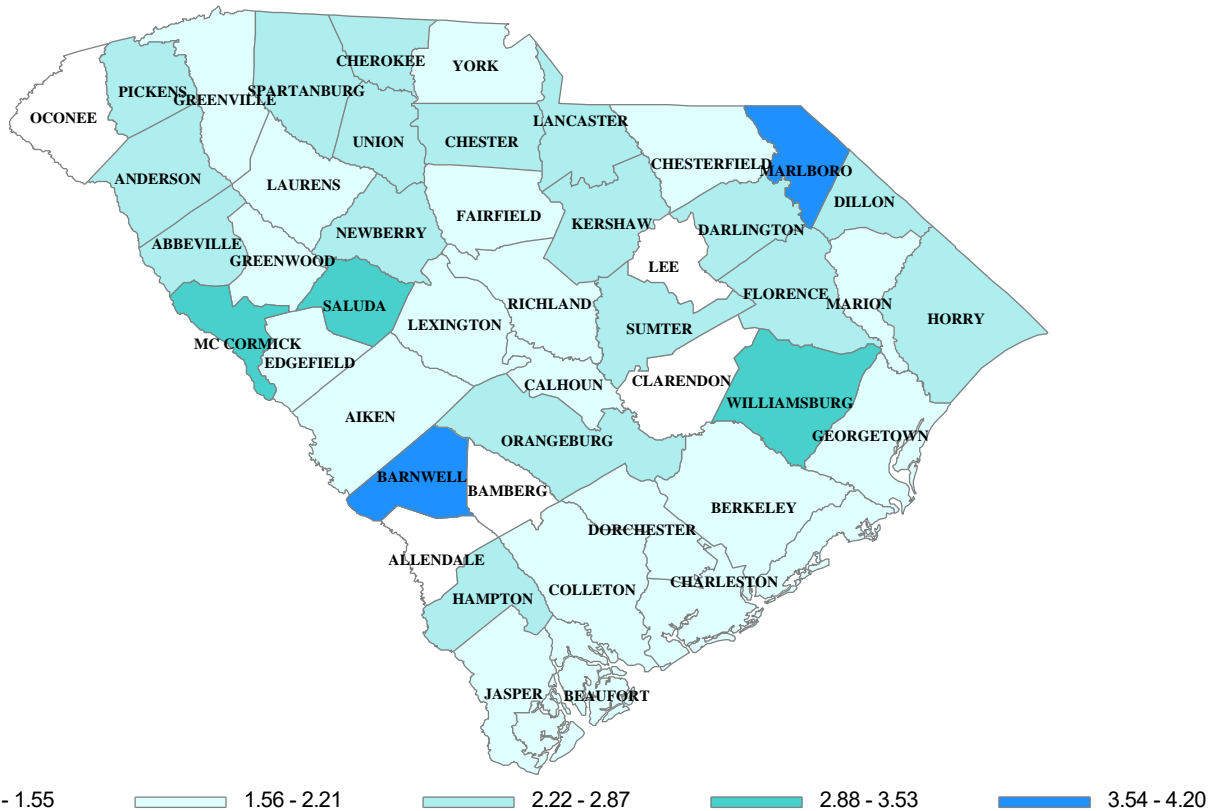 CHEROKEE
YORK
PICKENS
SPARTANBURG
GREENVILLE
OCONEE
LANCASTER
UNION
CHESTER
CHESTERFIELD
MARLBORO
ANDERSON
LAURENS
DILLON
FAIRFIELD
KERSHAW
DARLINGTON
NEWBERRY
ABBEVILLE
GREENWOOD
LEE
FLORENCE
MARION
SALUDA
RICHLAND
HORRY
LEXINGTON
SUMTER
MC CORMICK
EDGEFIELD
CALHOUN
CLARENDON
WILLIAMSBURG
AIKEN
GEORGETOWN
ORANGEBURG
BARNWELL
BAMBERG
BERKELEY
DORCHESTER
ALLENDALE
CHARLESTON
COLLETON
HAMPTON
JASPER
BEAUFORT
- 1.55 1.56 - 2.21 2.22 - 2.87 2.88 - 3.53 3.54 - 4.20